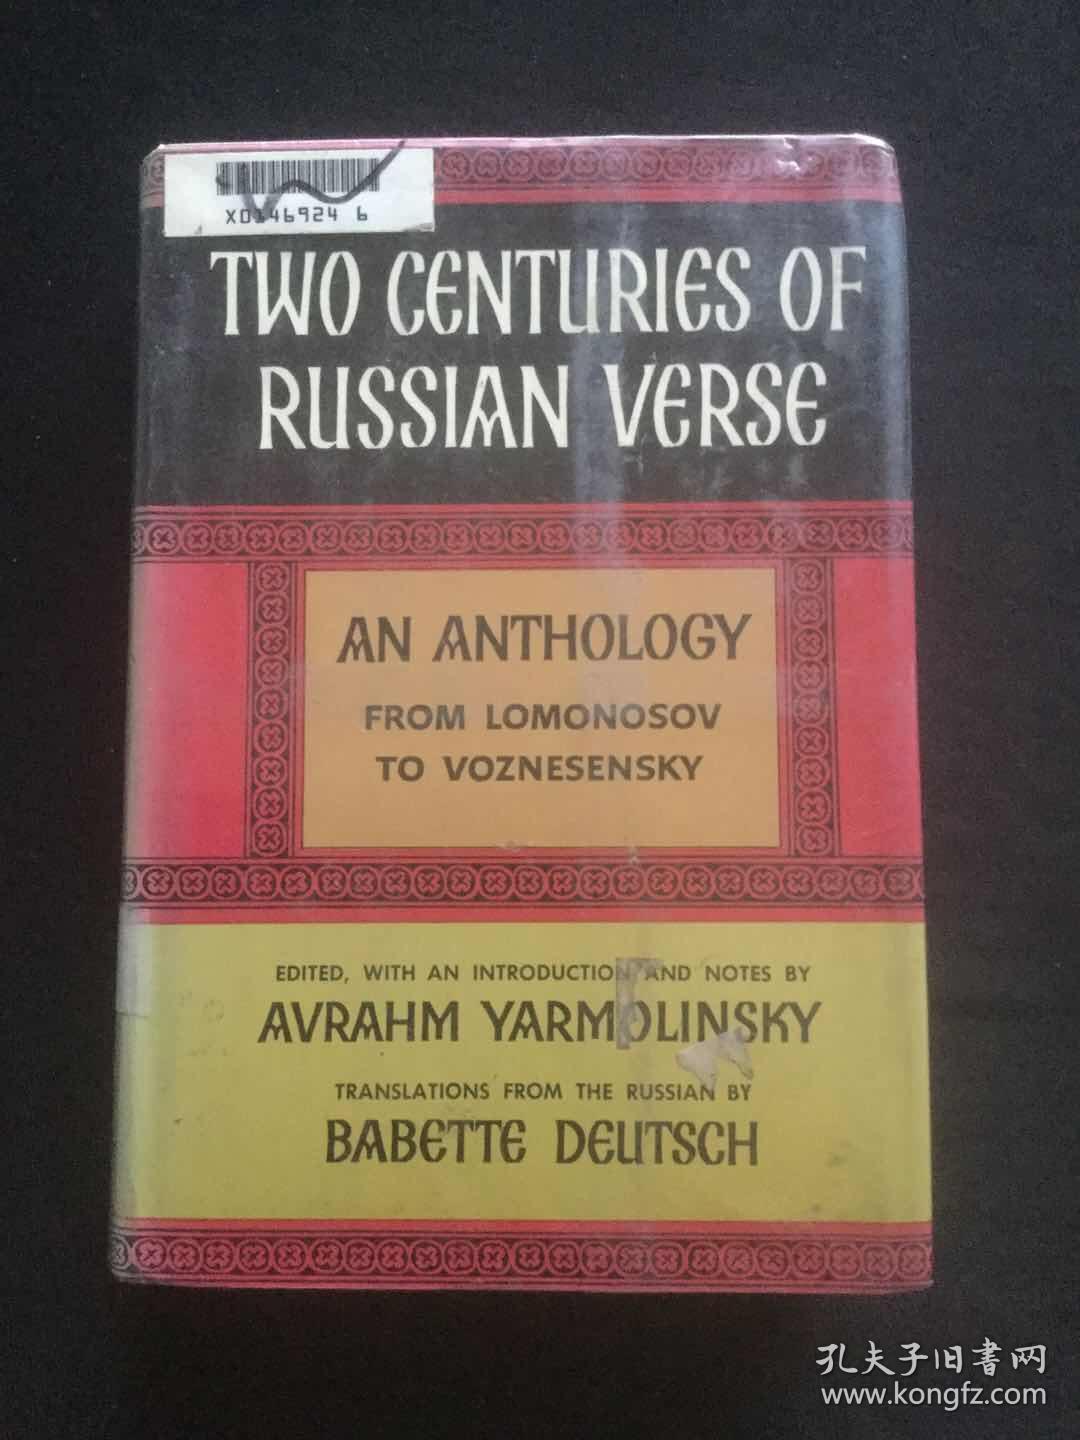 X0146924 6
TWO CENTURIES OF
RUSSIAN VERSE
AN ANTHOLOGY
FROM LOMONOSOV
TO VOZNESENSKY
EDITED, WITH AN INTRODUCTION AND NOTES BY
AVRAHM YARMOLINSKY
TRANSLATIONS FROM THE RUSSIAN BY
BABETTE DEUTSCH
孔夫子旧書网
www.kongfz.com